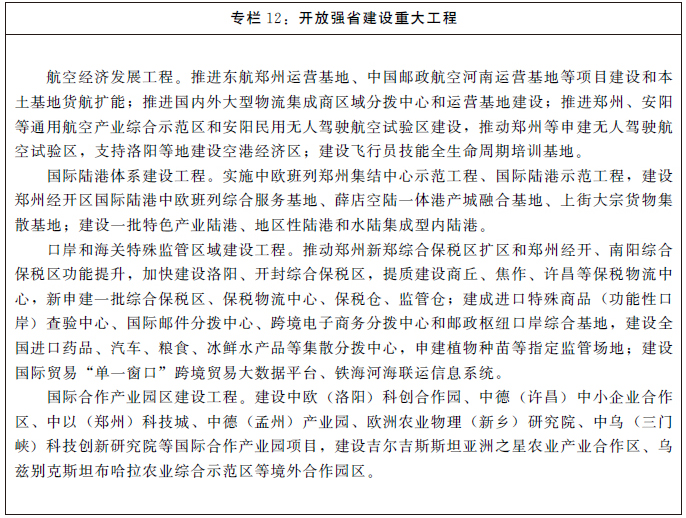 专栏 12：开放强省建设重大工程
航空经济发展工程。推进东航郑州运营基地、中国邮政航空河南运营基地等项目建设和本
土基地货航扩能；推进国内外大型物流集成商区域分拨中心和运营基地建设；推进郑州、安阳
等通用航空产业综合示范区和安阳民用无人驾驶航空试验区建设，推动郑州等申建无人驾驶航
空试验区，支持洛阳等地建设空港经济区；建设飞行员技能全生命周期培训基地。
国际陆港体系建设工程。实施中欧班列郑州集结中心示范工程、国际陆港示范工程，建设
郑州经开区国际陆港中欧班列综合服务基地、薛店空陆一体港产城融合基地、上街大宗货物集
散基地；建设一批特色产业陆港、地区性陆港和水陆集成型内陆港。
口岸和海关特殊监管区域建设工程。推动郑州新郑综合保税区扩区和郑州经开、南阳综合
保税区功能提升，加快建设洛阳、开封综合保税区，提质建设商丘、焦作、许昌等保税物流中
心，新申建一批综合保税区、保税物流中心、保税仓、监管仓；建成进口特殊商品（功能性口
岸）查验中心、国际邮件分拨中心、跨境电子商务分拨中心和邮政枢纽口岸综合基地，建设全
国进口药品、汽车、粮食、冰鲜水产品等集散分拨中心，申建植物种苗等指定监管场地；建设
国际贸易“单一窗口”跨境贸易大数据平台、铁海河海联运信息系统。
国际合作产业园区建设工程。建设中欧（洛阳）科创合作园、中德（许昌）中小企业合作
区、中以（郑州）科技城、中德（孟州）产业园、欧洲农业物理（新乡）研究院、中乌（三门
峡）科技创新研究院等国际合作产业园项目，建设吉尔吉斯斯坦亚洲之星农业产业合作区、乌
兹别克斯坦布哈拉农业综合示范区等境外合作园区。